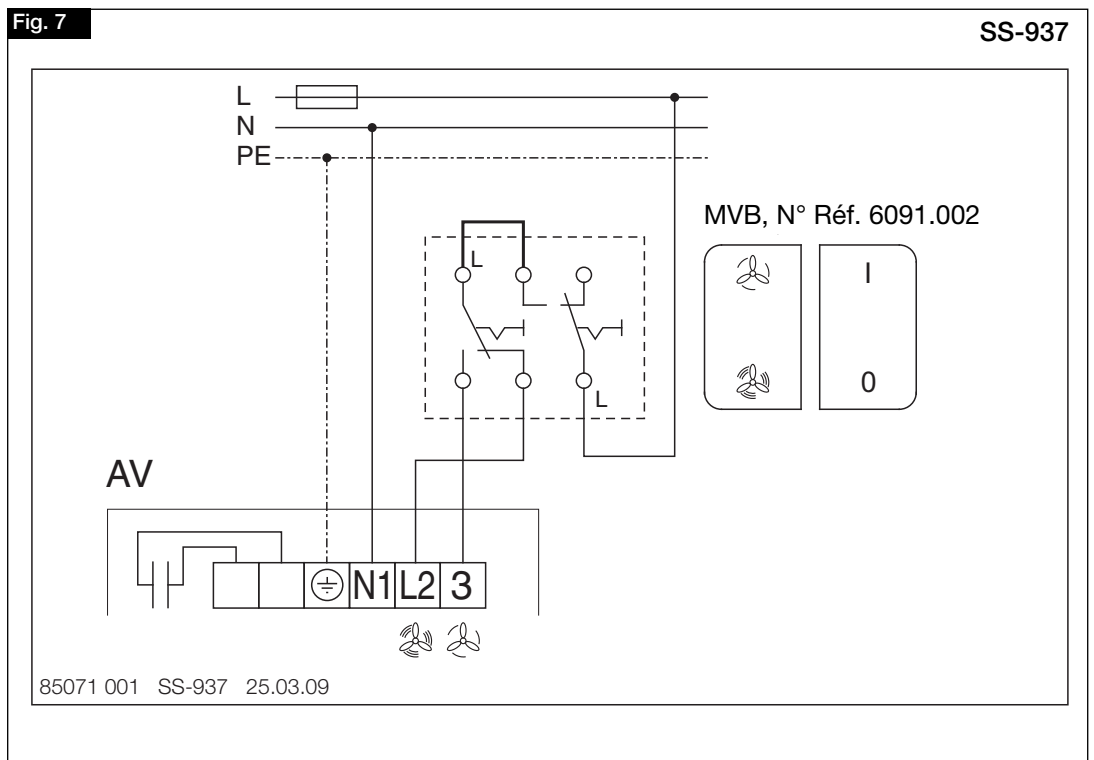 Fig. 7
SS-937
L
N
PE
MVB, N° Réf. 6091.002
L
I
0
L
AV
N1 L2 3
85071 001 SS-937 25.03.09